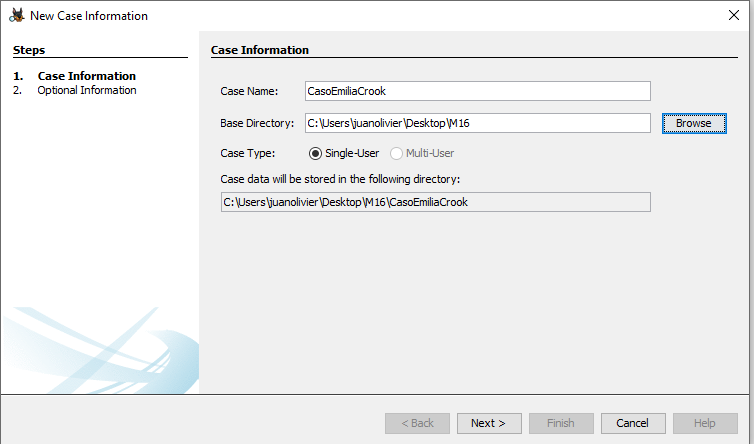 New Case Information
Steps
1. Case Information
2. Optional Information
Case Information
Case Name: CasoEmiliaCrook
Base Directory: C:\Users\juanolivier\Desktop\M16 Browse
Case Type: Single-User Multi-User
Case data will be stored in the following directory:
C:\Users\juanolivier\Desktop\M16\CasoEmiliaCrook
< Back Next > Finish Cancel Help